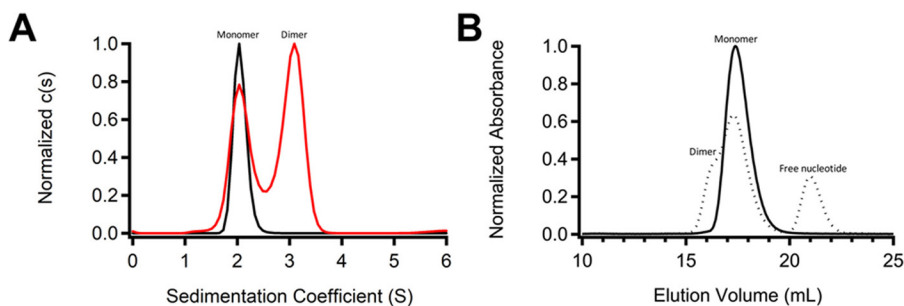 A
Normalized c(s)
1.0
0.8
0.6
0.4
0.2
0.0
Monomer
Dimer
0 1 2 3 4 5 6
Sedimentation Coefficient (S)
B
Normalized Absorbance
1.0
0.8
0.6
0.4
0.2
0.0
Monomer
Dimer
Free nucleotide
10 15 20 25
Elution Volume (mL)